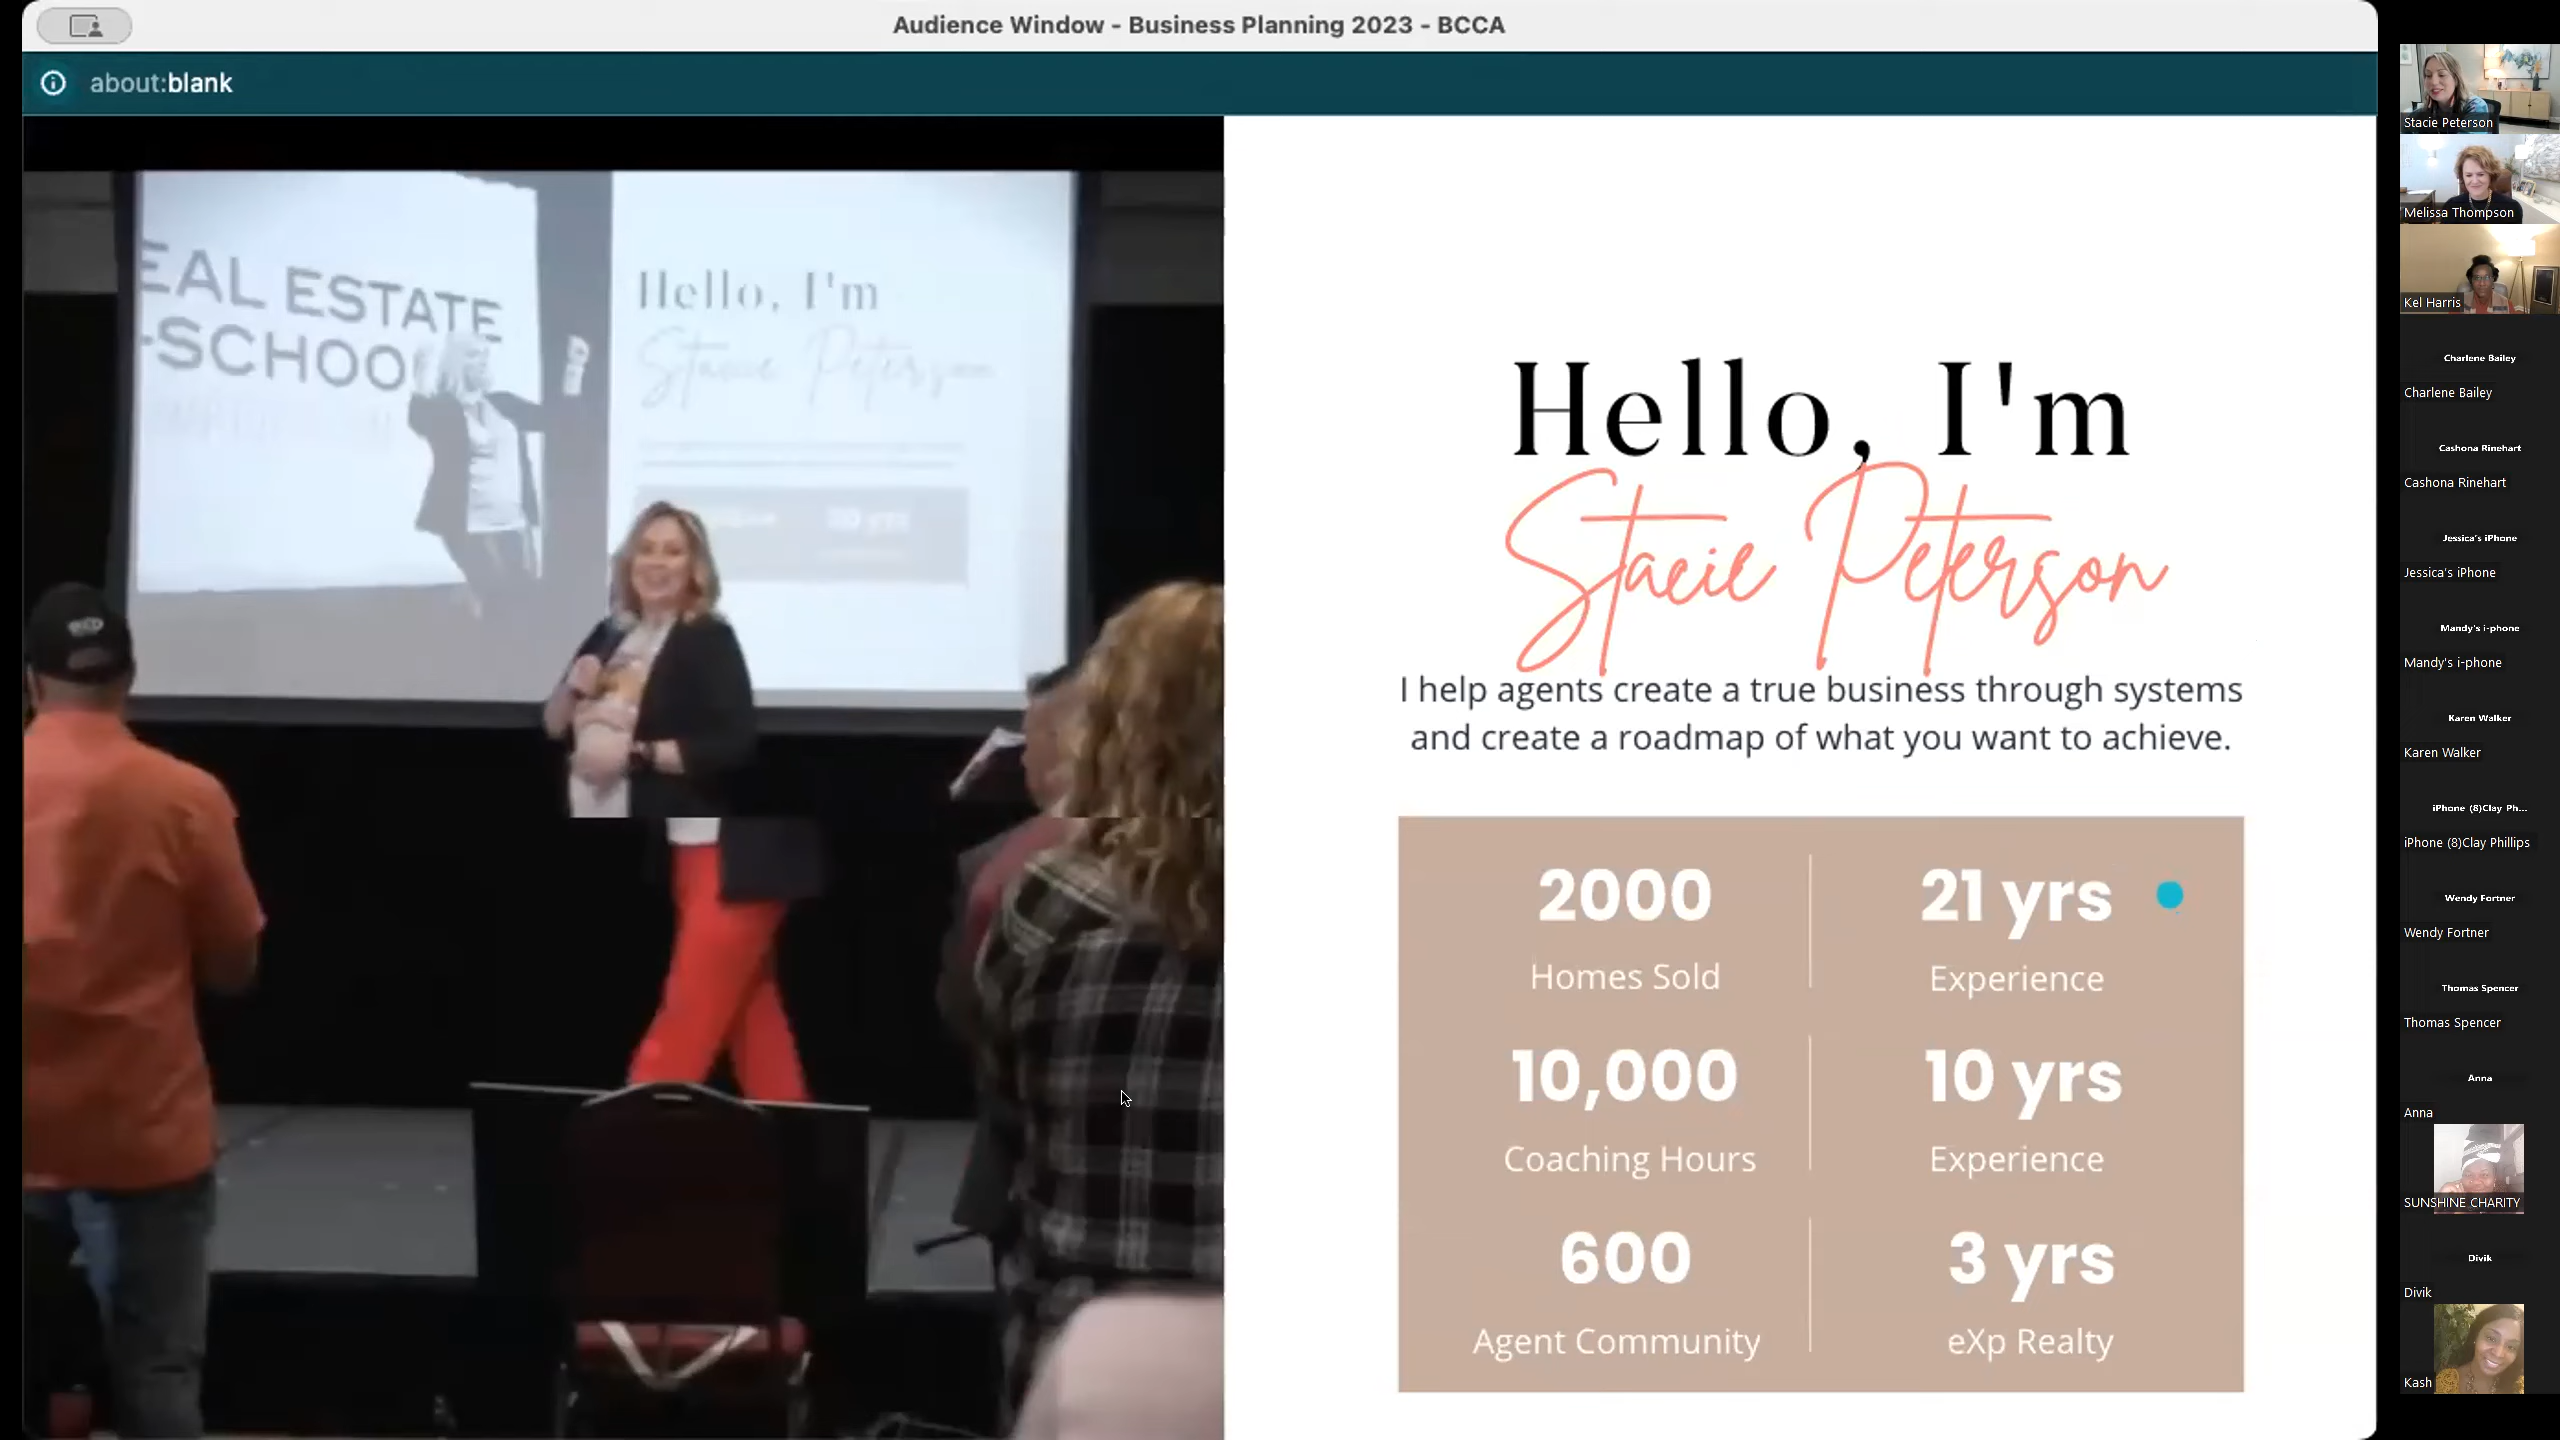 Audience Window - Business Planning 2023 - BCCA
about:blank
EAL ESTATE
-SCHOO
Hello, I'm
Stacie Peterson
30 yrs
Hello, I'm
Stacie Peterson
I help agents create a true business through systems
and create a roadmap of what you want to achieve.
2000
Homes Sold
21 yrs
Experience
10,000
Coaching Hours
10 yrs
Experience
600
Agent Community
3 yrs
eXp Realty
Stacie Peterson
Melissa Thompson
Kel Harris
Charlene Bailey
Charlene Bailey
Cashona Rinehart
Cashona Rinehart
Jessica's iPhone
Jessica's iPhone
Mandy's i-phone
Mandy's i-phone
Karen Walker
Karen Walker
iPhone (8)Clay Ph...
iPhone (8)Clay Phillips
Wendy Fortner
Wendy Fortner
Thomas Spencer
Thomas Spencer
Anna
Anna
SUNSHINE CHARITY
Divik
Divik
Kash